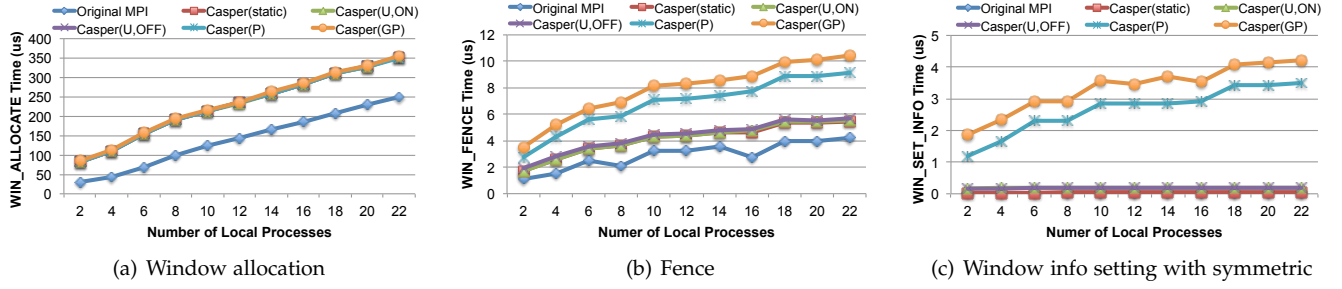 Original MPI Casper(static) Casper(U,ON)
Casper(U,OFF) Casper(P) Casper(GP)
WIN_ALLOCATE Time (us)
400
350
300
250
200
150
100
50
0
2 4 6 8 10 12 14 16 18 20 22
Number of Local Processes
(a) Window allocation
Original MPI Casper(static) Casper(U,ON)
Casper(U,OFF) Casper(P) Casper(GP)
WIN_FENCE Time (us)
12
10
8
6
4
2
0
2 4 6 8 10 12 14 16 18 20 22
Numer of Local Processes
(b) Fence
Original MPI Casper(static) Casper(U,ON)
Casper(U,OFF) Casper(P) Casper(GP)
WIN_SET_INFO Time (us)
5
4
3
2
1
0
2 4 6 8 10 12 14 16 18 20 22
Numer of Local Processes
(c) Window info setting with symmetric